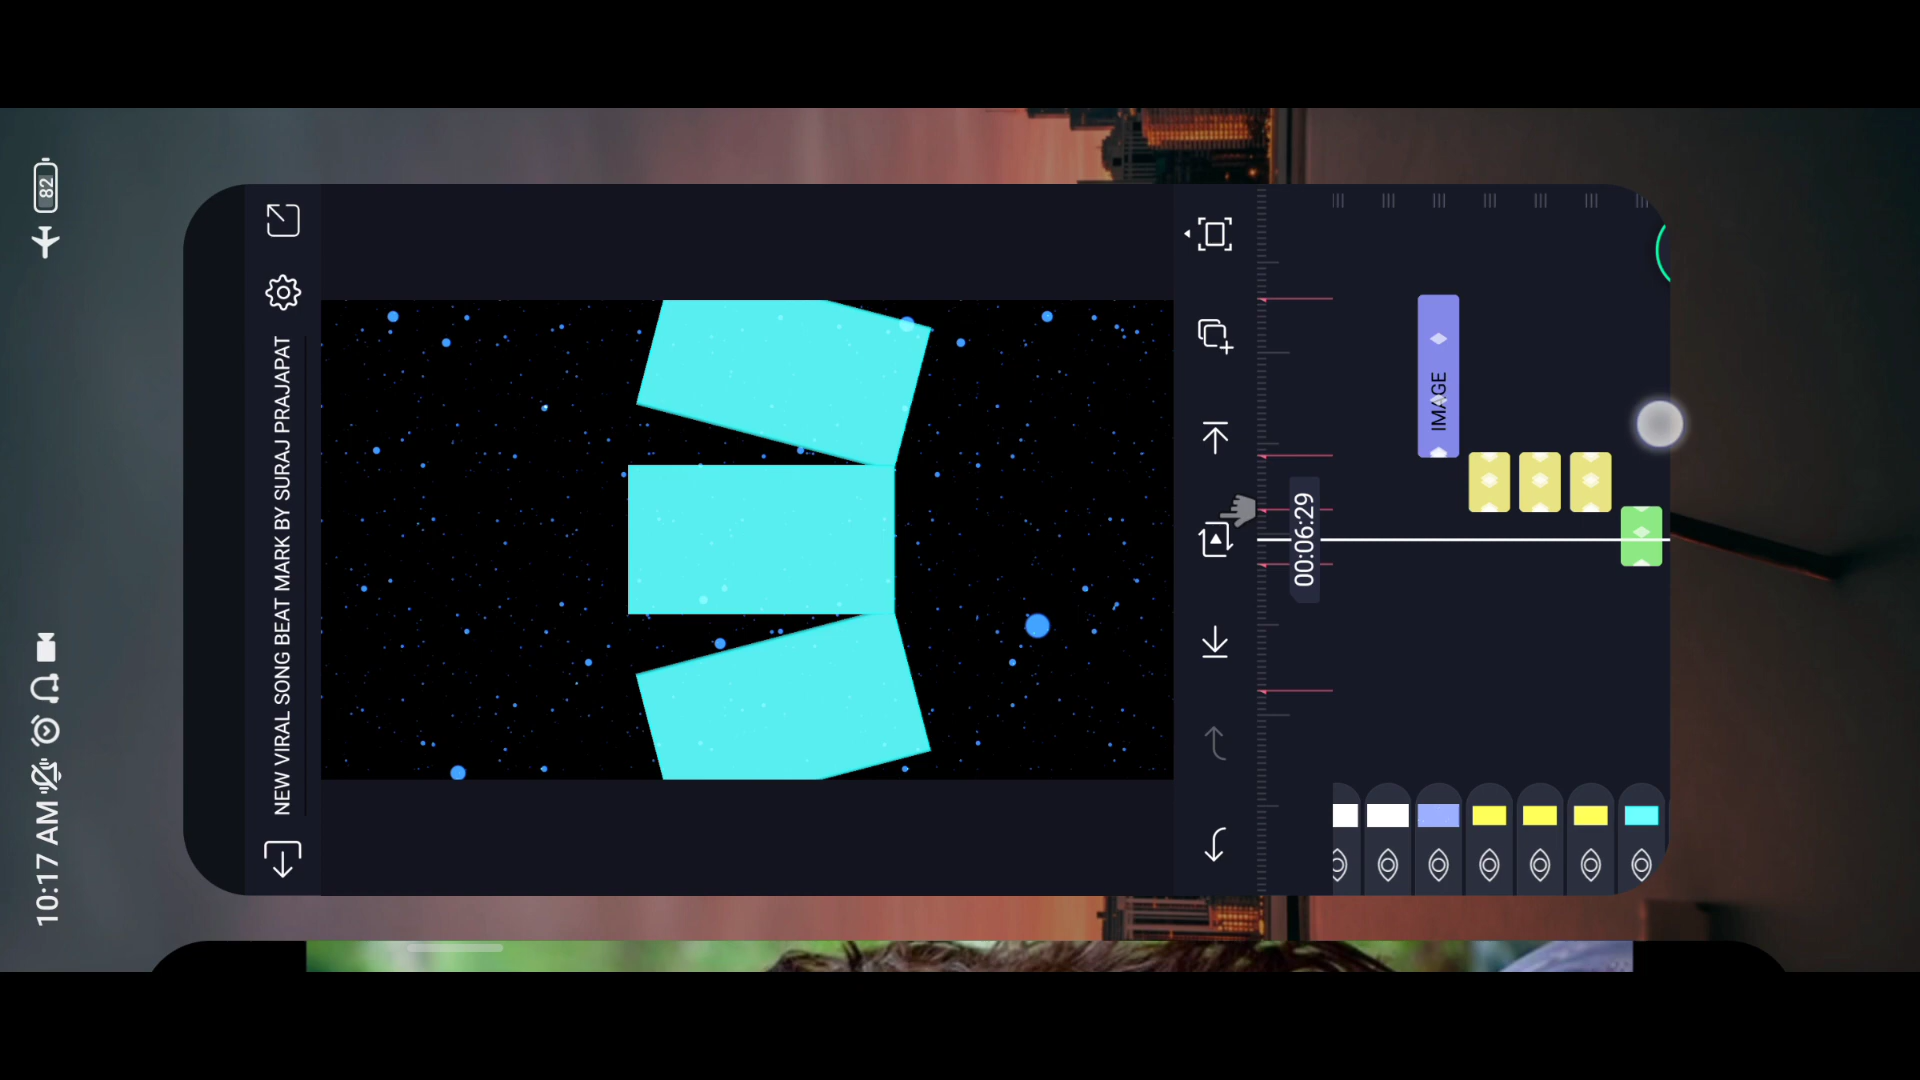 10:17 AM
82
NEW VIRAL SONG BEAT MARK BY SURAJ PRAJAPAT
00:06:29
IMAGE